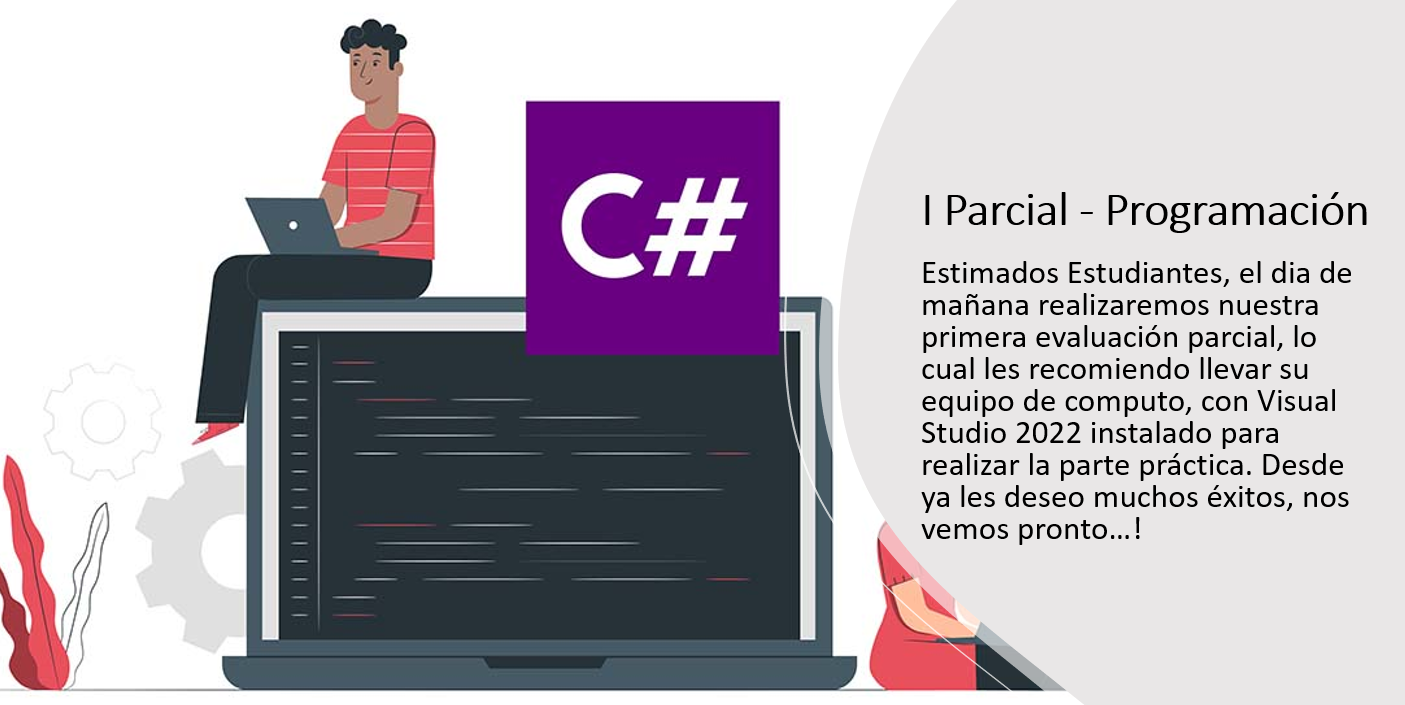 C#
I Parcial - Programación
Estimados Estudiantes, el dia de
mañana realizaremos nuestra
primera evaluación parcial, lo
cual les recomiendo llevar su
equipo de computo, con Visual
Studio 2022 instalado para
realizar la parte práctica. Desde
ya les deseo muchos éxitos, nos
vemos pronto...!